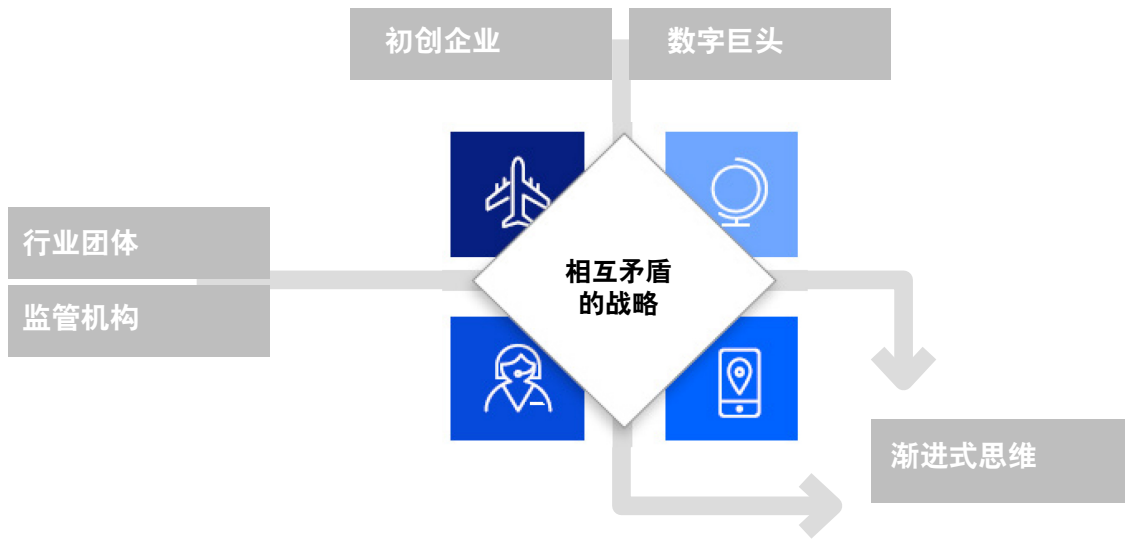 初创企业
数字巨头
行业团体
监管机构
相互矛盾
的战略
渐进式思维